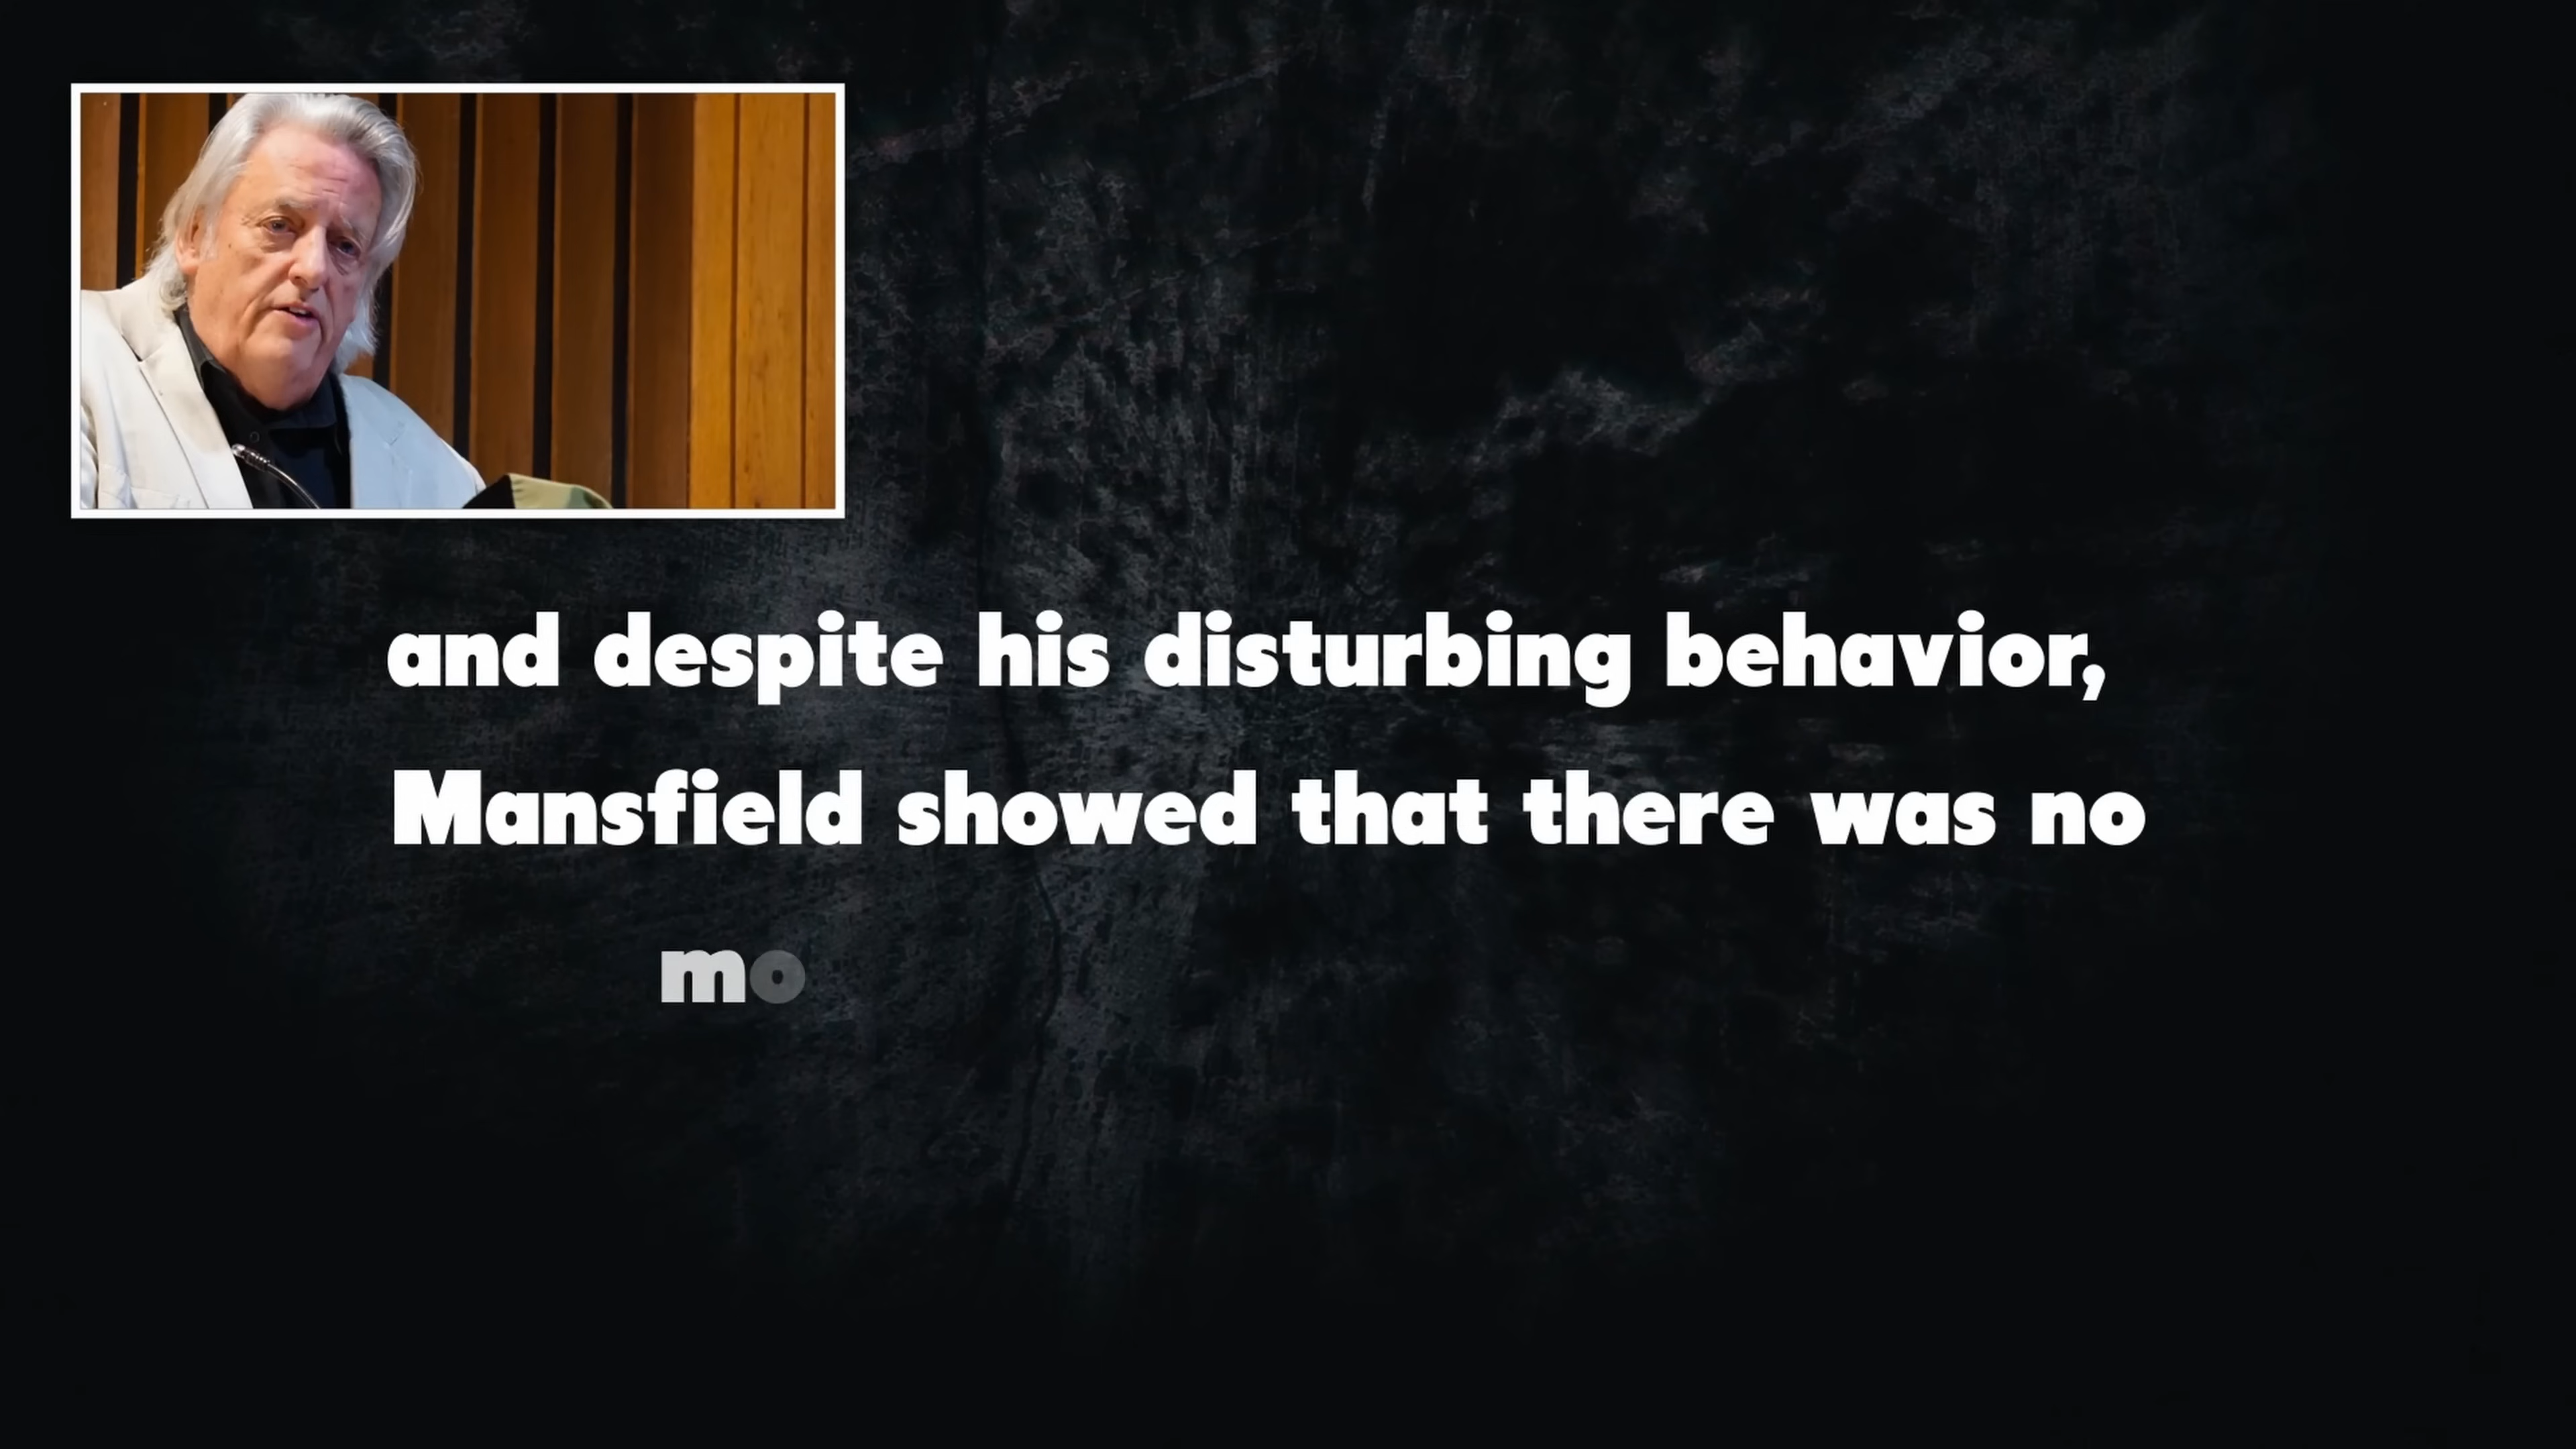 and despite his disturbing behavior,
Mansfield showed that there was no
mo